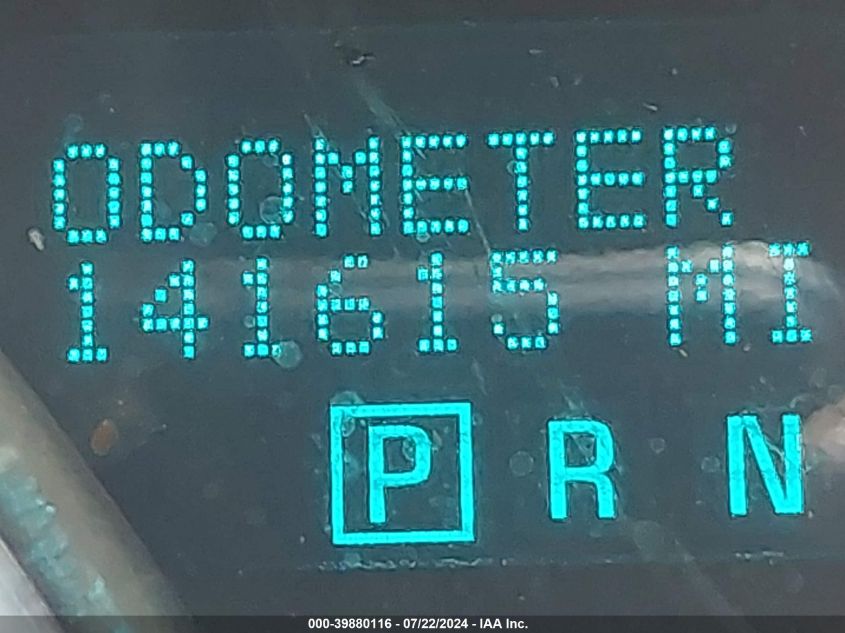 ODOMETER
141615 MI
P R N
000-39880116 - 07/22/2024 - IAA Inc.